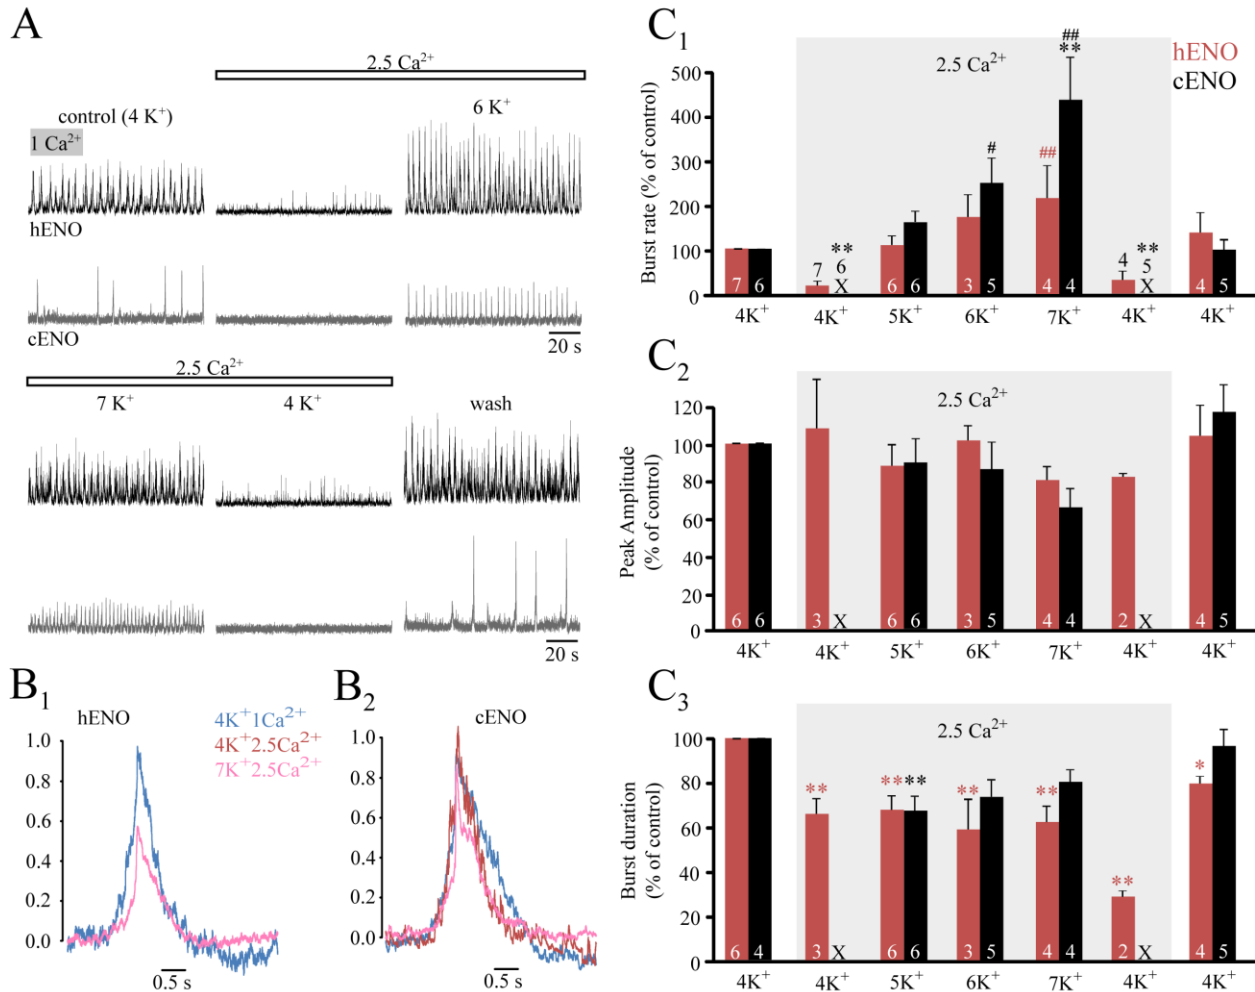 A
2.5 Ca²⁺
control (4 K⁺)
6 K⁺
1 Ca²⁺
hENO
cENO
20 s
2.5 Ca²⁺
7 K⁺
4 K⁺
wash
20 s
B₁
hENO
4K⁺1Ca²⁺
4K⁺2.5Ca²⁺
7K⁺2.5Ca²⁺
1.0
0.8
0.6
0.4
0.2
0.0
0.5 s
B₂
cENO
1.0
0.8
0.6
0.4
0.2
0.0
0.5 s
C₁
hENO
cENO
2.5 Ca²⁺
Burst rate (% of control)
500
400
300
200
100
0
## **
#
##
** **
7 6 4 5
7 6 X 6 6 3 5 4 4 X 4 5
4K⁺ 4K⁺ 5K⁺ 6K⁺ 7K⁺ 4K⁺ 4K⁺
C₂
2.5 Ca²⁺
Peak Amplitude
(% of control)
120
100
80
60
40
20
0
6 6 3 X 6 6 3 5 4 4 2 X 4 5
4K⁺ 4K⁺ 5K⁺ 6K⁺ 7K⁺ 4K⁺ 4K⁺
C₃
2.5 Ca²⁺
Burst duration
(% of control)
100
80
60
40
20
0
** ** ** ** ** ** *
6 4 3 X 6 6 3 5 4 4 2 X 4 5
4K⁺ 4K⁺ 5K⁺ 6K⁺ 7K⁺ 4K⁺ 4K⁺